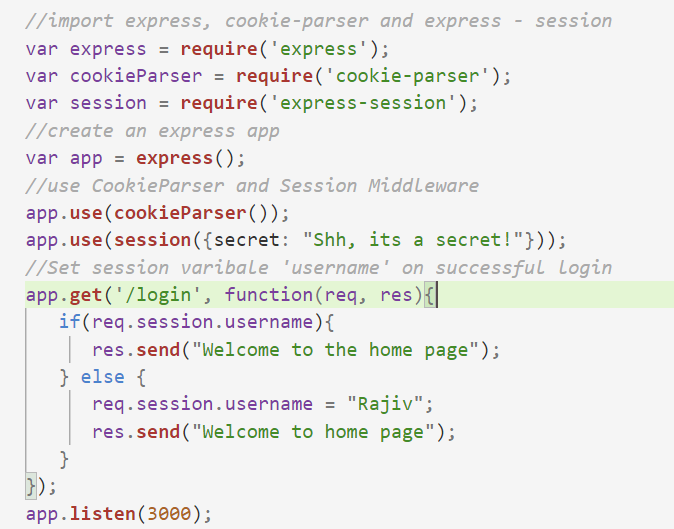 //import express, cookie-parser and express - session
var express = require('express');
var cookieParser = require('cookie-parser');
var session = require('express-session');
//create an express app
var app = express();
//use CookieParser and Session Middleware
app.use(cookieParser());
app.use(session({secret: "Shh, its a secret!"}));
//Set session varibale 'username' on successful login
app.get('/login', function(req, res){
   if(req.session.username){
      res.send("Welcome to the home page");
   } else {
      req.session.username = "Rajiv";
      res.send("Welcome to home page");
   }
});
app.listen(3000);